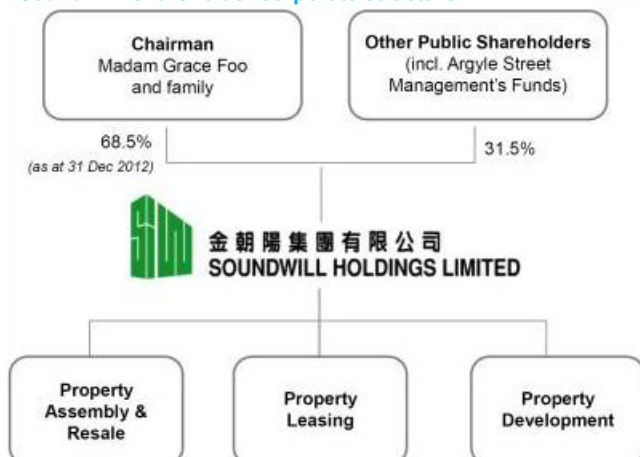 Chairman
Madam Grace Foo
and family
Other Public Shareholders
(incl. Argyle Street
Management's Funds)
68.5%
(as at 31 Dec 2012)
31.5%
金朝陽集團有限公司
SOUNDWILL HOLDINGS LIMITED
Property
Assembly &
Resale
Property
Leasing
Property
Development